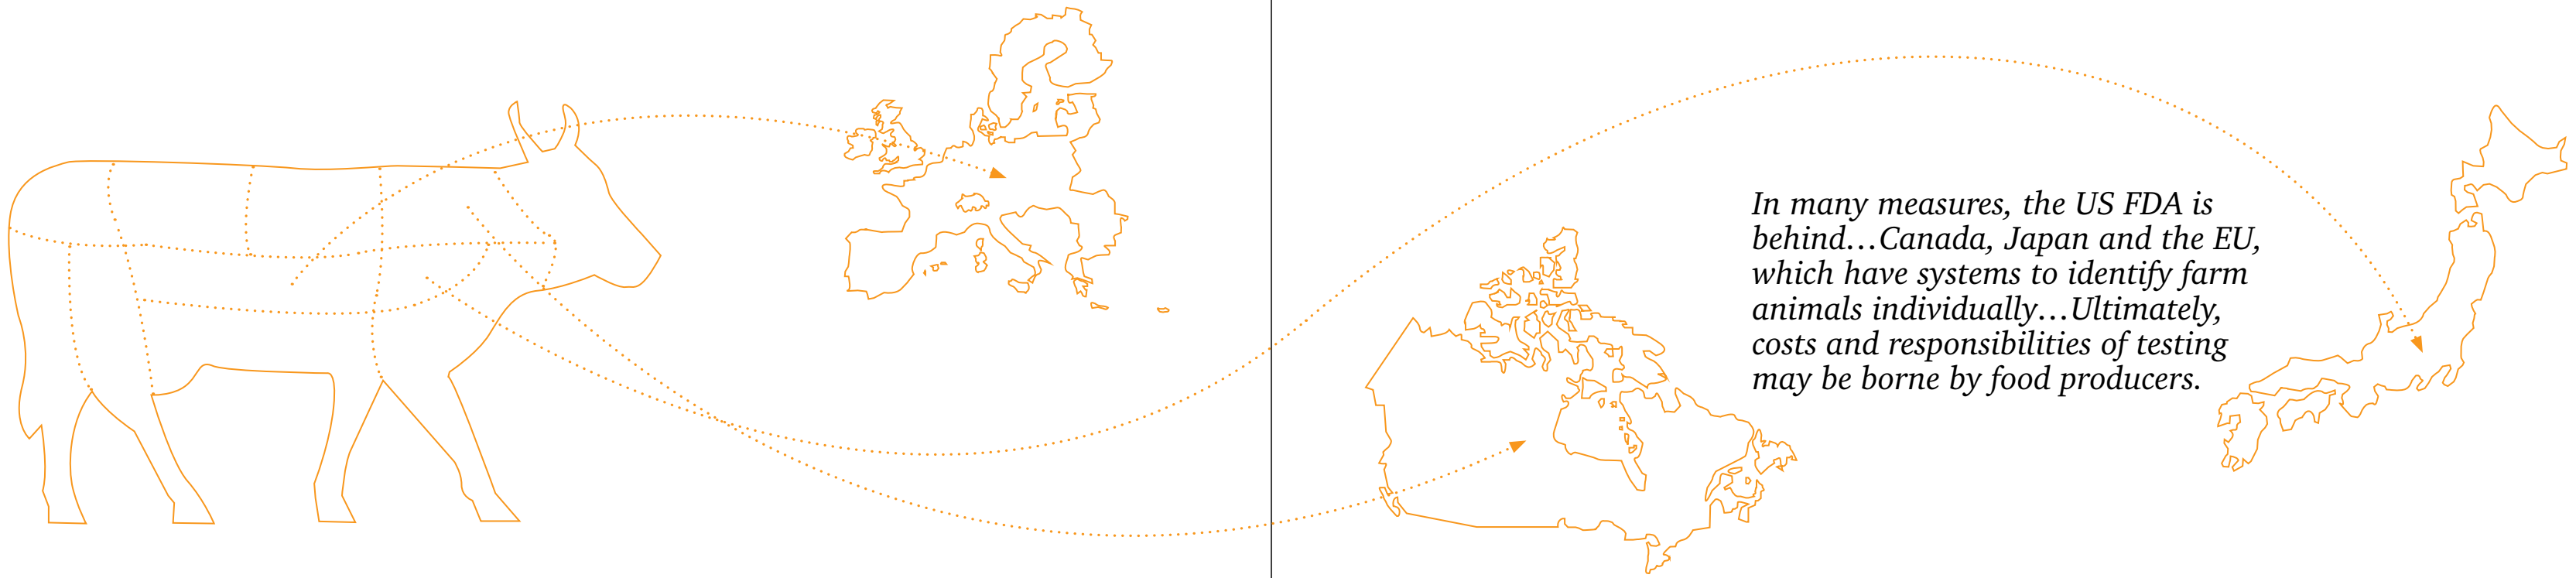 In many measures, the US FDA is
behind…Canada, Japan and the EU,
which have systems to identify farm
animals individually…Ultimately,
costs and responsibilities of testing
may be borne by food producers.